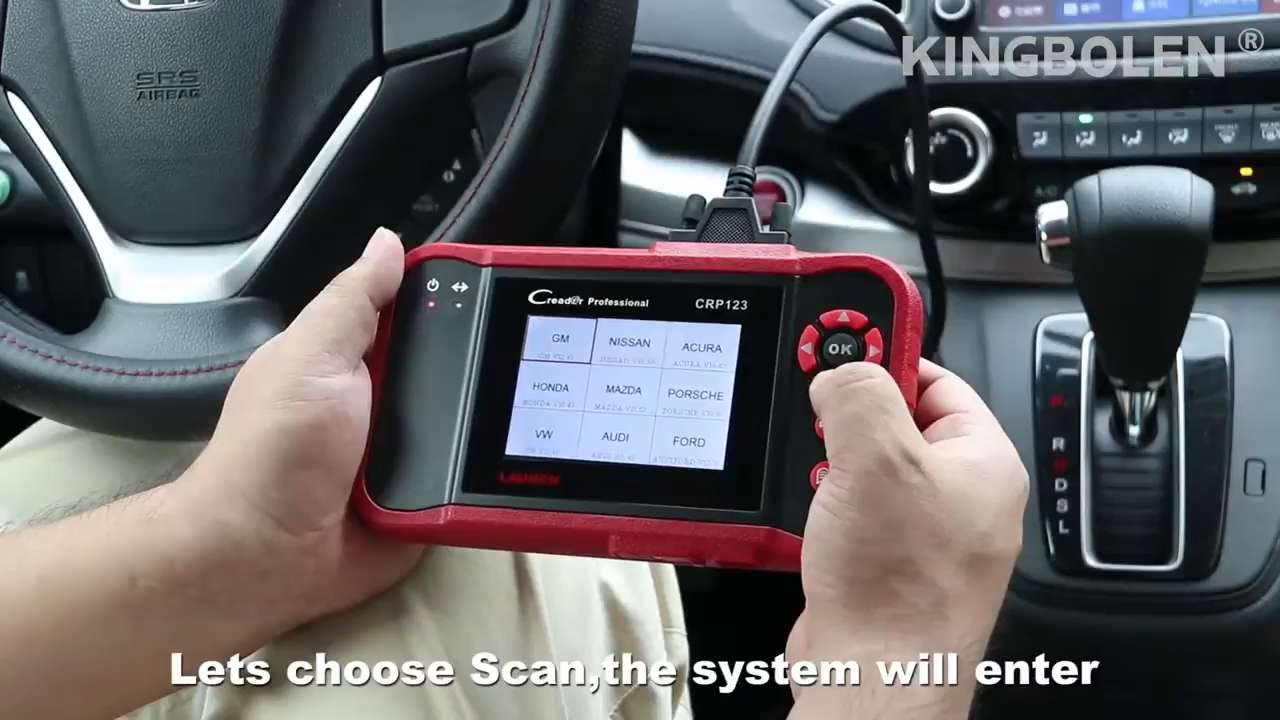 KINGBOLEN®
SRS
AIRBAG
A/C
Creader Professional
CRP123
GM
NISSAN
ACURA
HONDA
MAZDA
PORSCHE
VW
AUDI
FORD
LAUNCH
OK
P
R
N
D
S
L
Lets choose Scan,the system will enter